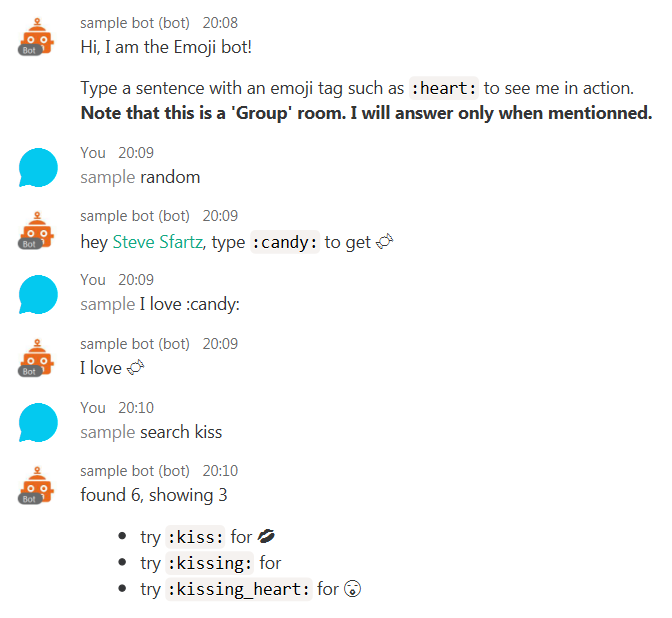 sample bot (bot) 20:08
Hi, I am the Emoji bot!
Type a sentence with an emoji tag such as :heart: to see me in action.
Note that this is a 'Group' room. I will answer only when mentionned.
You 20:09
sample random
Bot
sample bot (bot) 20:09
hey Steve Sfartz, type :candy: to get 🍬
You 20:09
sample I love :candy:
Bot
sample bot (bot) 20:09
I love 🍬
Bot
You 20:10
sample search kiss
sample bot (bot) 20:10
found 6, showing 3
Bot
• try :kiss: for 💋
• try :kissing: for
• try :kissing_heart: for 😘